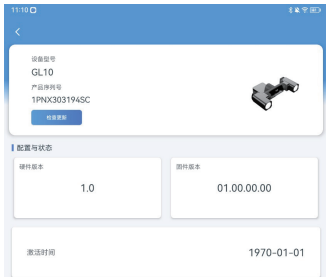 11:10
设备型号
GL10
产品序列号
1PNX303194SC
检查更新
配置与状态
硬件版本
1.0
固件版本
01.00.00.00
激活时间
1970-01-01